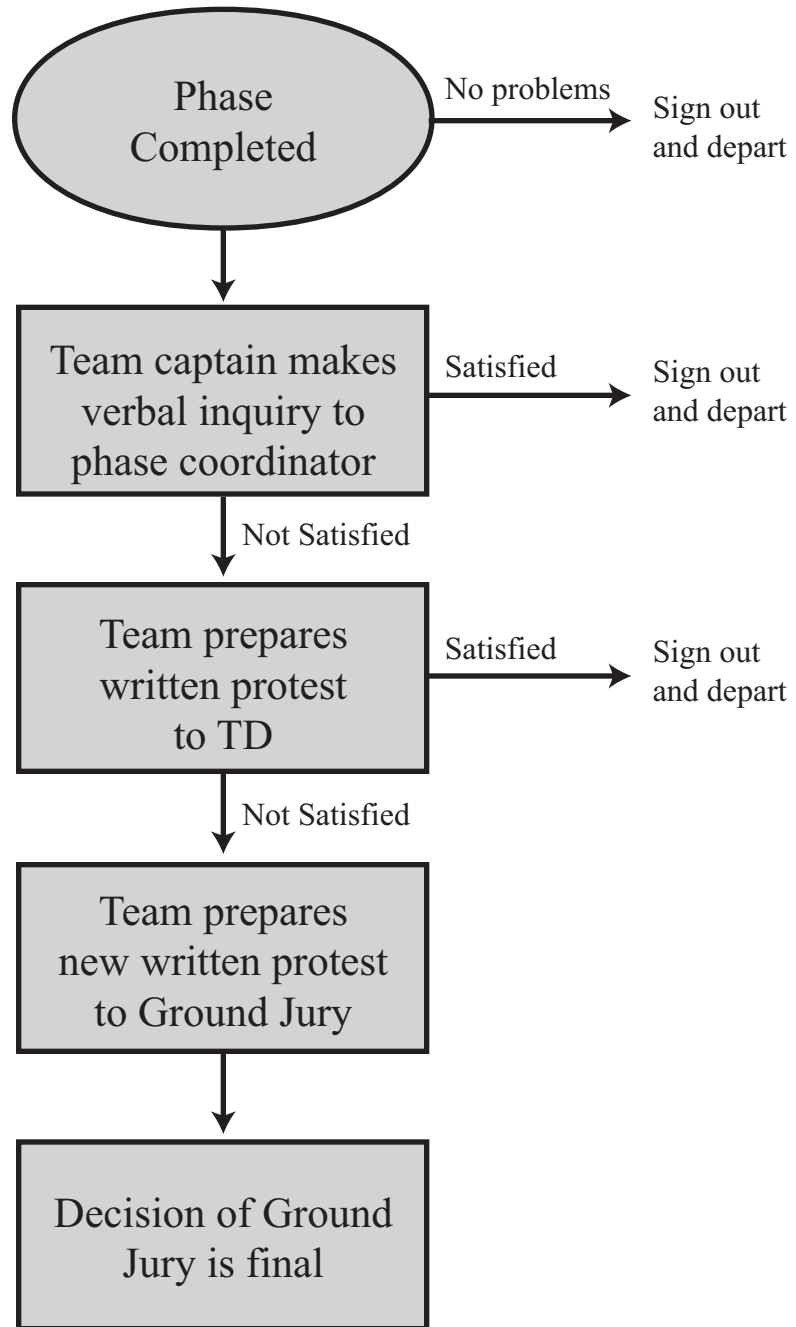 Phase
Completed
No problems
Sign out
and depart
Team captain makes
verbal inquiry to
phase coordinator
Satisfied
Sign out
and depart
Not Satisfied
Team prepares
written protest
to TD
Satisfied
Sign out
and depart
Not Satisfied
Team prepares
new written protest
to Ground Jury
Decision of Ground
Jury is final